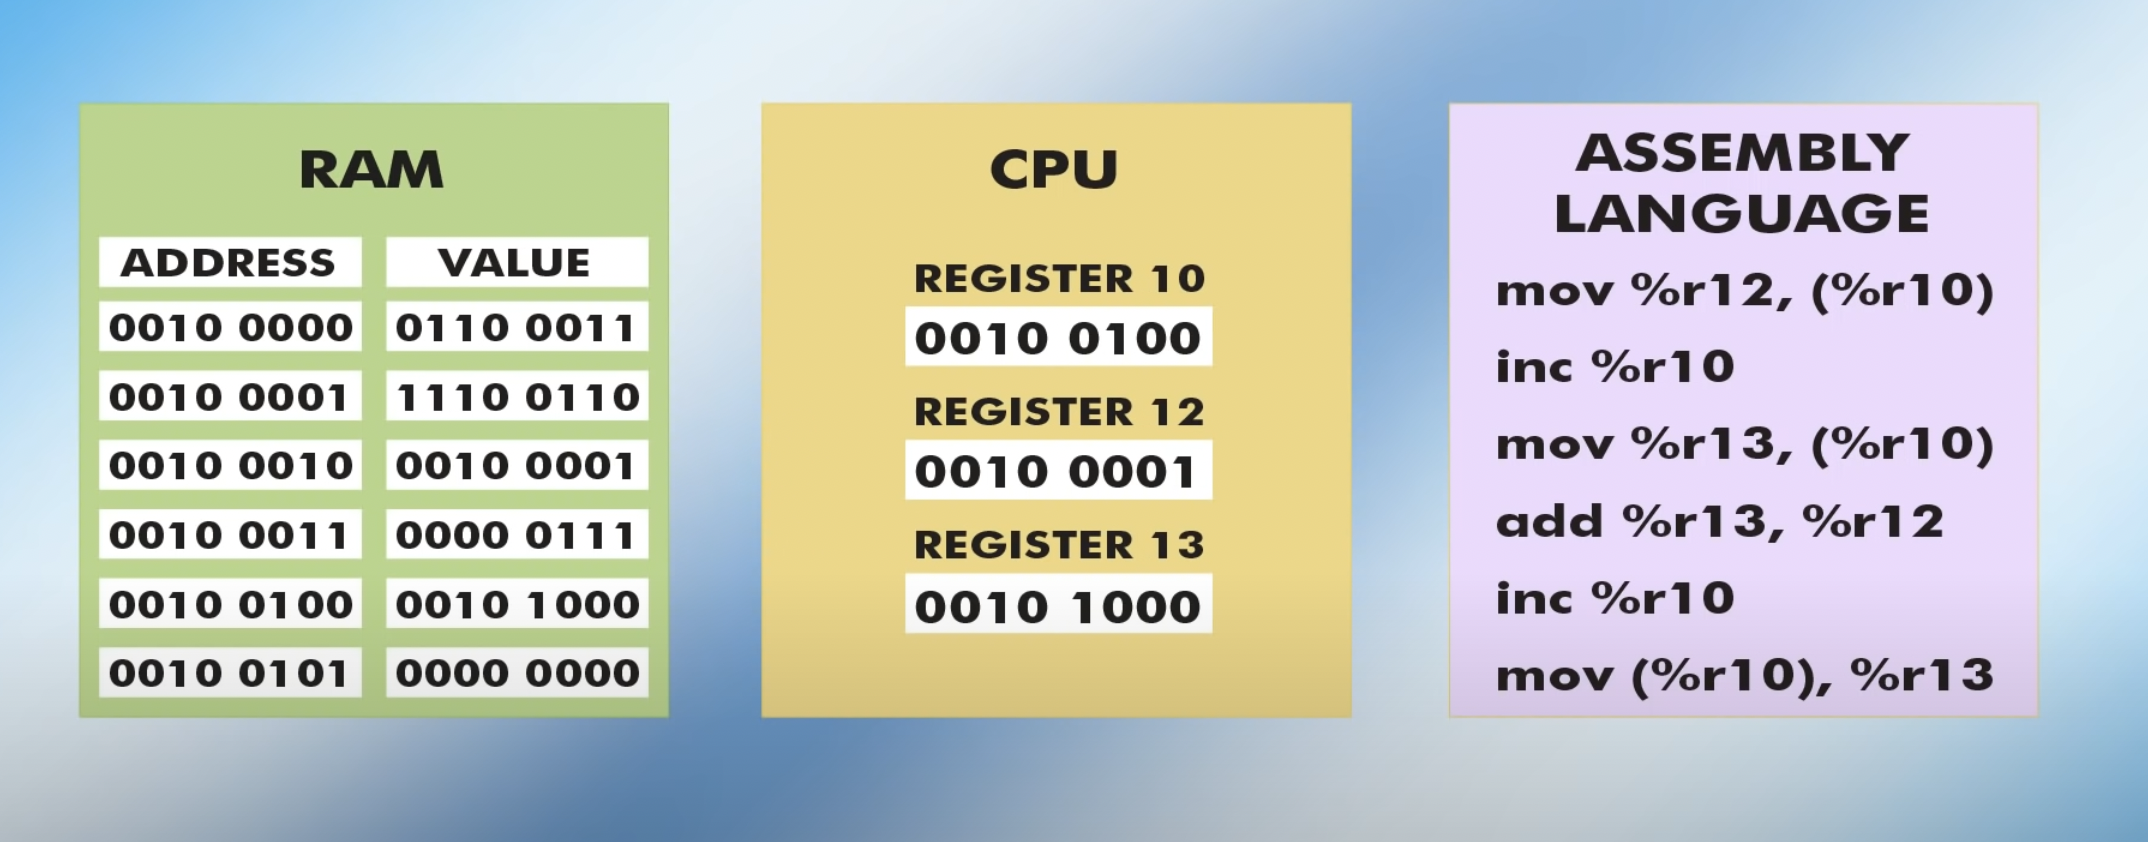 RAM
ADDRESS VALUE
0010 0000 0110 0011
0010 0001 1110 0110
0010 0010 0010 0001
0010 0011 0000 0111
0010 0100 0010 1000
0010 0101 0000 0000
CPU
REGISTER 10
0010 0100
REGISTER 12
0010 0001
REGISTER 13
0010 1000
ASSEMBLY
LANGUAGE
mov %r12, (%r10)
inc %r10
mov %r13, (%r10)
add %r13, %r12
inc %r10
mov (%r10), %r13